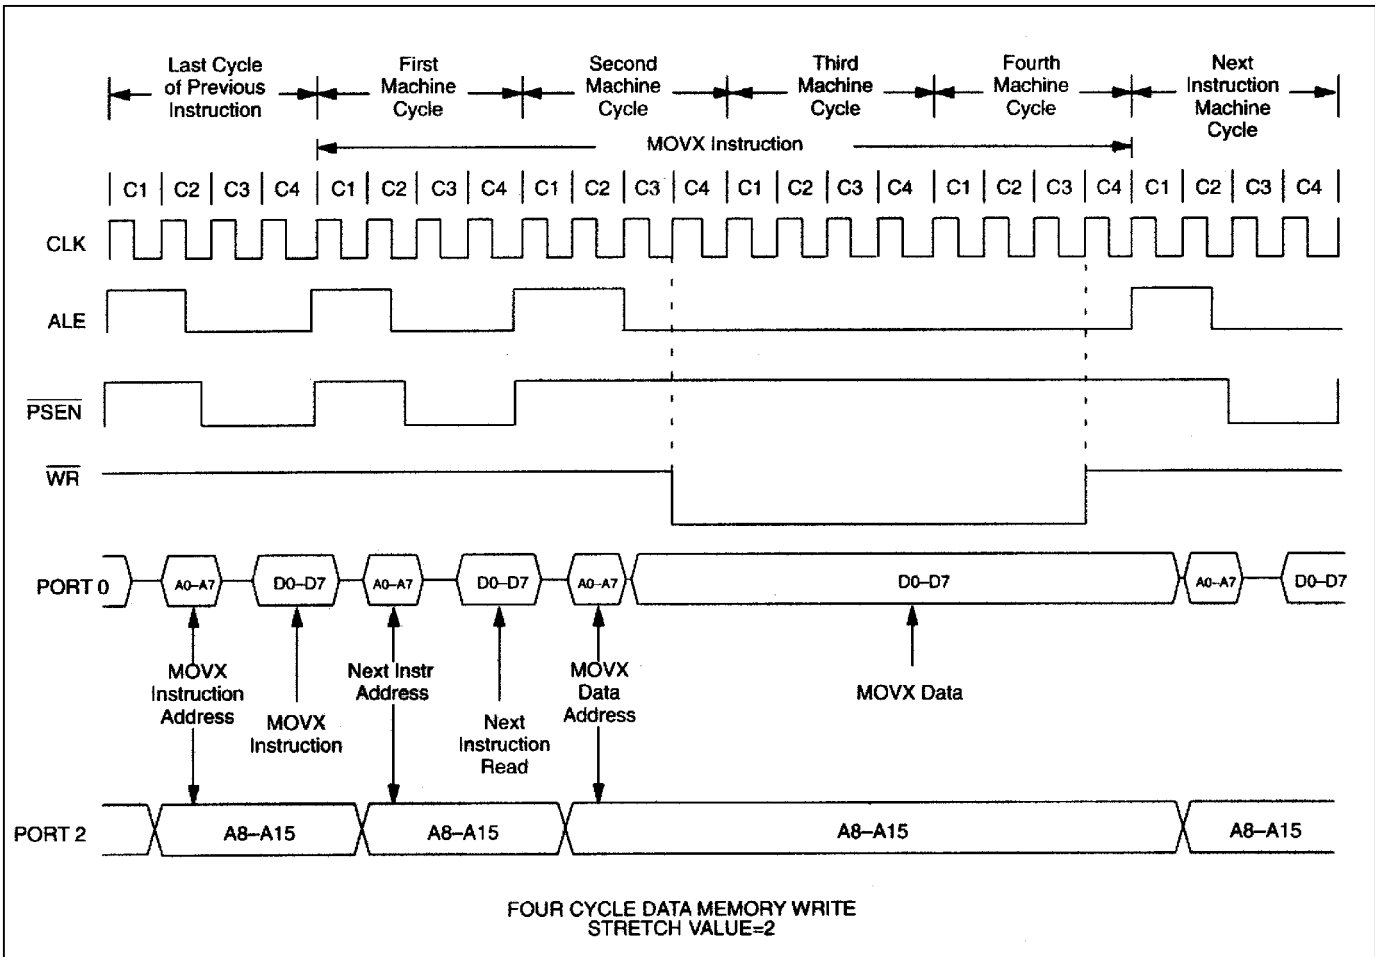 Last Cycle
of Previous
Instruction
First
Machine
Cycle
Second
Machine
Cycle
Third
Machine
Cycle
Fourth
Machine
Cycle
Next
Instruction
Machine
Cycle
MOVX Instruction
C1 C2 C3 C4 C1 C2 C3 C4 C1 C2 C3 C4 C1 C2 C3 C4 C1 C2 C3 C4 C1 C2 C3 C4
CLK
ALE
PSEN
WR
PORT 0 A0–A7 D0–D7 A0–A7 D0–D7 A0–A7 D0–D7 A0–A7 D0–D7
MOVX
Instruction
Address
MOVX
Instruction
Next Instr
Address
Next
Instruction
Read
MOVX
Data
Address
MOVX Data
PORT 2 A8–A15 A8–A15 A8–A15 A8–A15
FOUR CYCLE DATA MEMORY WRITE
STRETCH VALUE=2